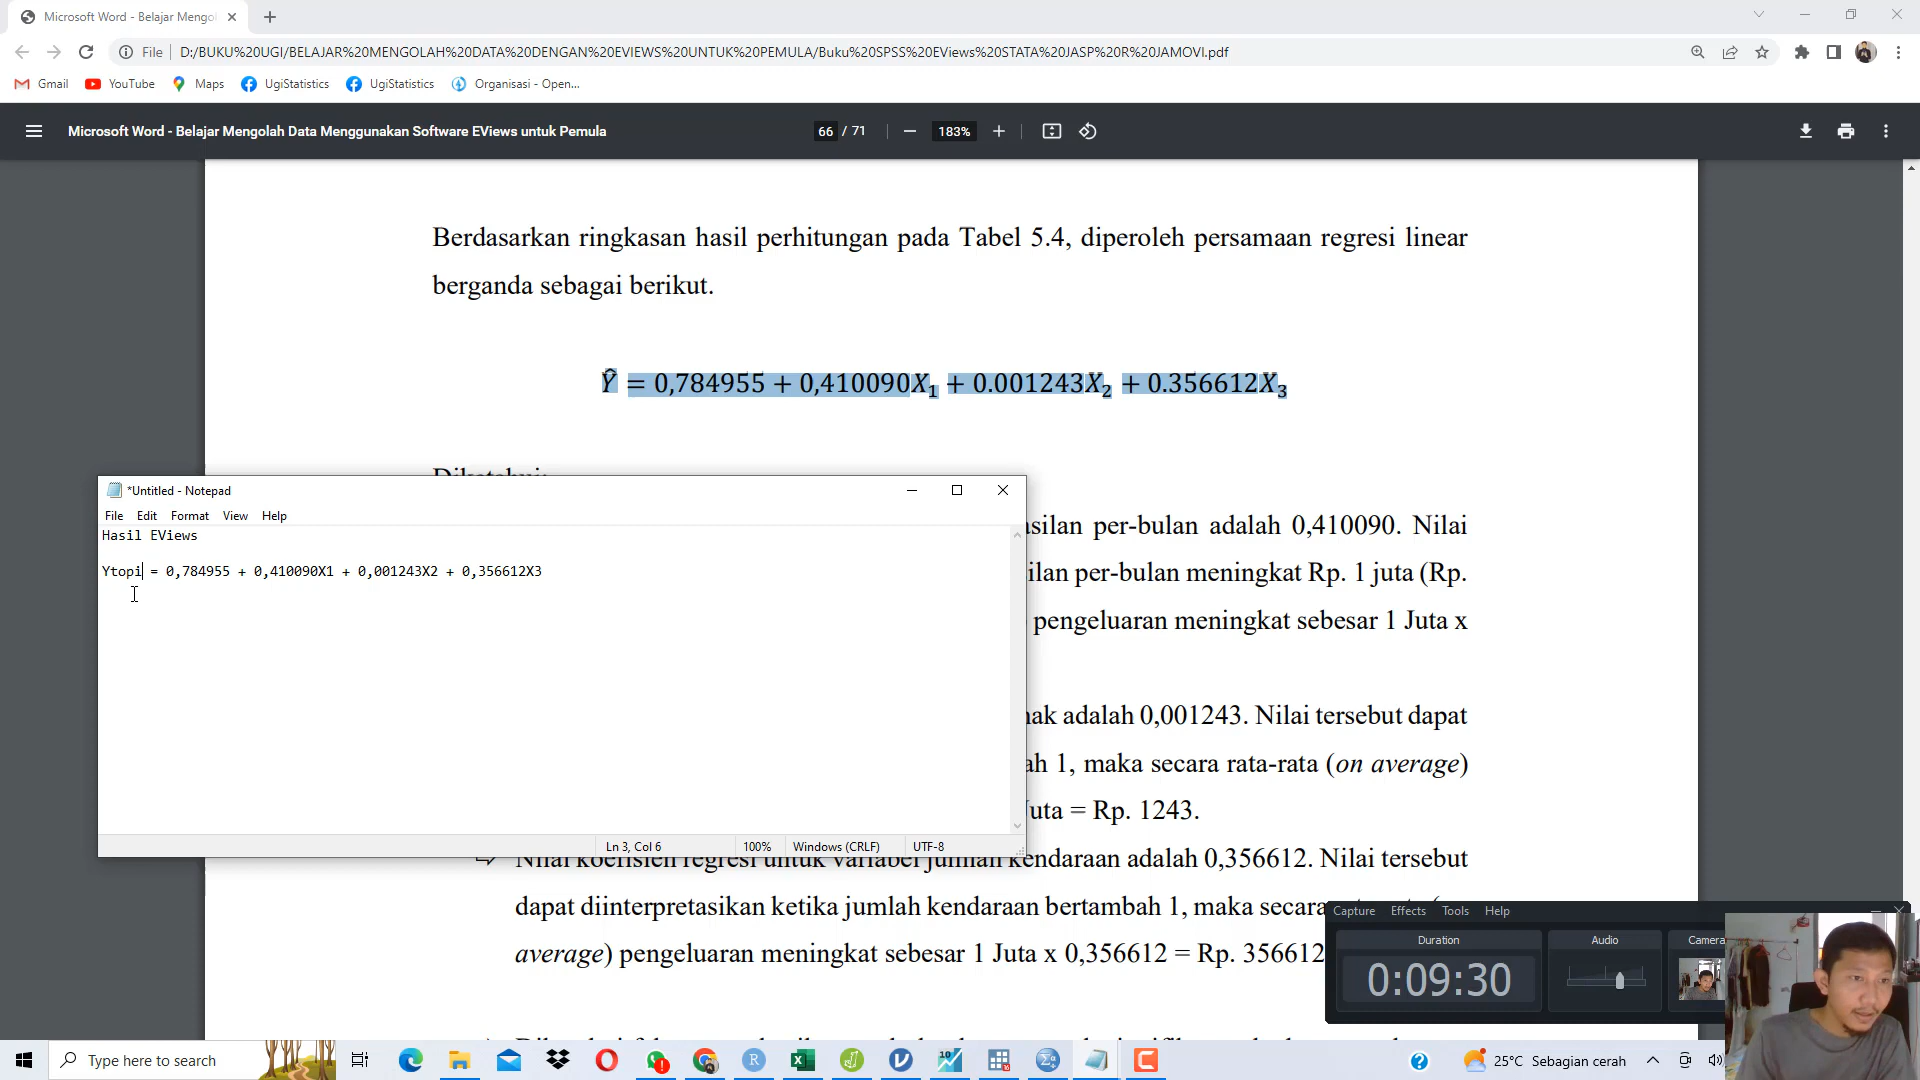 Microsoft Word - Belajar Mengo
File
D:/BUKU%20UGI/BELAJAR%20MENGOLAH%20DATA%20DENGAN%20EVIEWS%20UNTUK%20PEMULA/Buku%20SPSS%20EViews%20STATA%20JASP%20R%20JAMOVI.pdf
Gmail YouTube Maps UgiStatistics UgiStatistics Organisasi - Open...
Microsoft Word - Belajar Mengolah Data Menggunakan Software EViews untuk Pemula
66 / 71
183%
Berdasarkan ringkasan hasil perhitungan pada Tabel 5.4, diperoleh persamaan regresi linear
berganda sebagai berikut.
Ŷ = 0,784955 + 0,410090X₁ + 0.001243X₂ + 0.356612X₃
*Untitled - Notepad
File Edit Format View Help
Hasil EViews
Ytopi = 0,784955 + 0,410090X1 + 0,001243X2 + 0,356612X3
Ln 3, Col 6
100%
Windows (CRLF)
UTF-8
per-bulan adalah 0,410090. Nilai
per-bulan meningkat Rp. 1 juta (Rp.
pengeluaran meningkat sebesar 1 Juta x
adalah 0,001243. Nilai tersebut dapat
1, maka secara rata-rata (on average)
= Rp. 1243.
Nilai koefisien regresi untuk variabel jumlah kendaraan adalah 0,356612. Nilai tersebut
dapat diinterpretasikan ketika jumlah kendaraan bertambah 1, maka secara
average) pengeluaran meningkat sebesar 1 Juta x 0,356612 = Rp. 356612
Capture Effects Tools Help
Duration
0:09:30
Audio
Camera
Type here to search
25°C Sebagian cerah